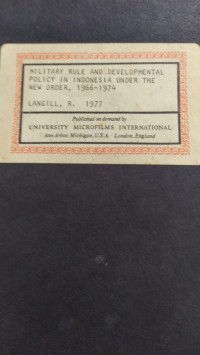 MILITARY RULE AND DEVELOPMENTAL
POLICY IN INDONESIA UNDER THE
NEW ORDER, 1966-1974
LANGILL, R. 1977
Published on demand by
UNIVERSITY MICROFILMS INTERNATIONAL
Ann Arbor, Michigan, U.S.A. · London, England